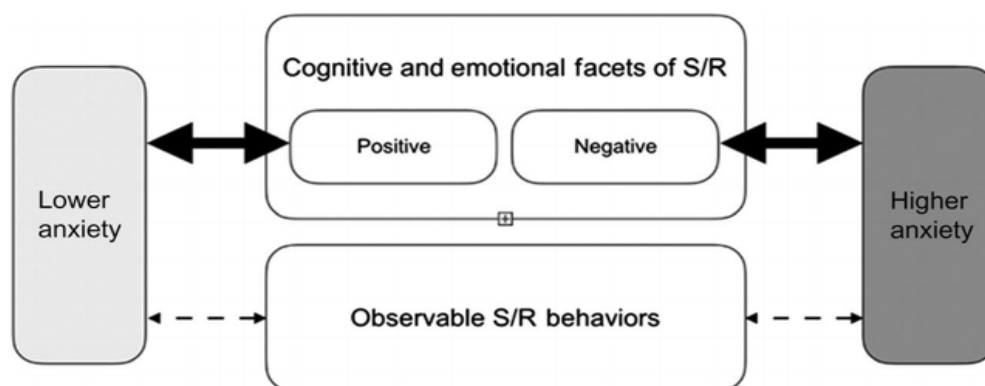 Cognitive and emotional facets of S/R
Positive
Negative
Lower
anxiety
Higher
anxiety
Observable S/R behaviors